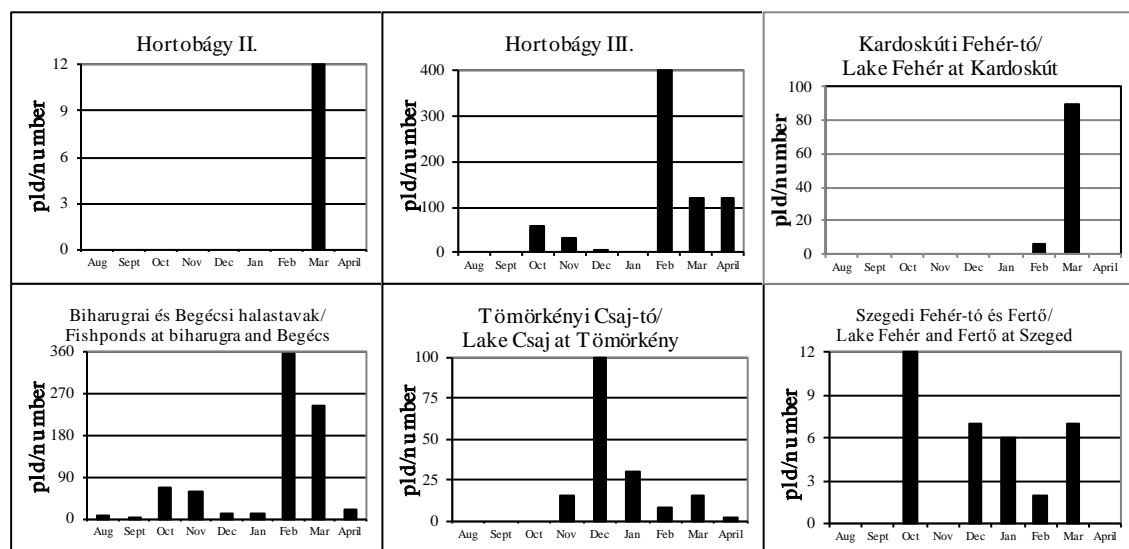 Hortobágy II.
pld/number
12
9
6
3
0
Aug Sept Oct Nov Dec Jan Feb Mar April
Hortobágy III.
pld/number
400
300
200
100
0
Aug Sept Oct Nov Dec Jan Feb Mar April
Kardoskúti Fehér-tó/
Lake Fehér at Kardoskút
pld/number
100
80
60
40
20
0
Aug Sept Oct Nov Dec Jan Feb Mar April
Biharugrai és Begécsi halastavak/
Fishponds at biharugra and Begécs
pld/number
360
270
180
90
0
Aug Sept Oct Nov Dec Jan Feb Mar April
Tömörkényi Csaj-tó/
Lake Csaj at Tömörkény
pld/number
100
75
50
25
0
Aug Sept Oct Nov Dec Jan Feb Mar April
Szegedi Fehér-tó és Fertő/
Lake Fehér and Fertő at Szeged
pld/number
12
9
6
3
0
Aug Sept Oct Nov Dec Jan Feb Mar April